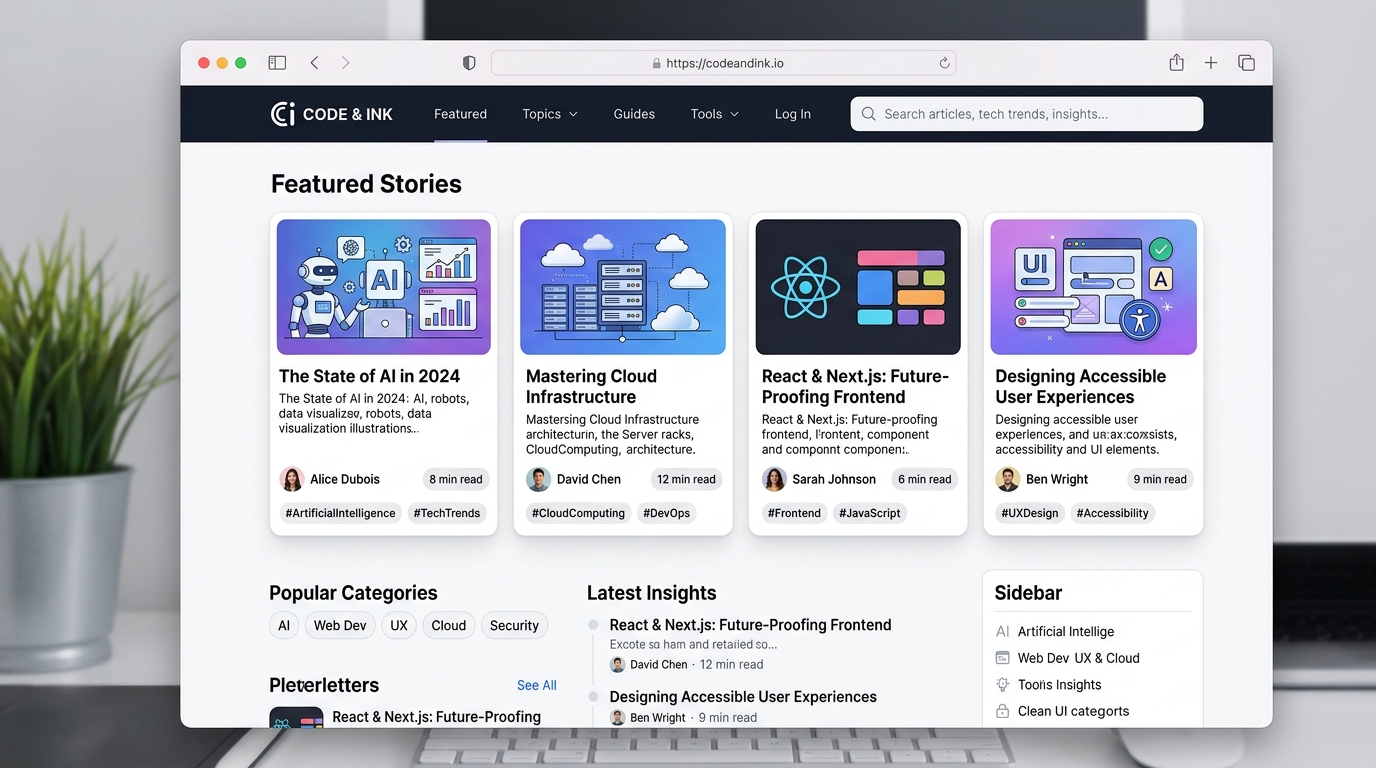 https://codeandink.io
CODE & INK
Featured
Topics
Guides
Tools
Log In
Search articles, tech trends, insights...
Featured Stories
AI
The State of AI in 2024
The State of AI in 2024: AI, robots,
data robots, data
visualization illustrations...
Alice Dubois
8 min read
#ArtificialIntelligence
#TechTrends
Mastering Cloud
Infrastructure
Mastersing Cloud Infrastructure
architecturin, the Server racks,
CloudComputing, architecture.
David Chen
12 min read
#CloudComputing
#DevOps
React & Next.js: Future-
Proofing Frontend
React & Next.js: Future-proofing
frontend, component
and
Sarah Johnson
6 min read
#Frontend
#JavaScript
UI
A
Designing Accessible
User Experiences
Designing accessible user
experiences, and
accessibility and UI elements.
Ben Wright
9 min read
#UXDesign
#Accessibility
Popular Categories
AI
Web Dev
UX
Cloud
Security
Pleterletters
See All
React & Next.js: Future-Proofing
Latest Insights
React & Next.js: Future-Proofing Frontend
ham and so...
David Chen · 12 min read
Designing Accessible User Experiences
Ben Wright · 9 min read
Sidebar
AI Artificial Intellige
Web Dev UX & Cloud
Insights
Clean UI categorts